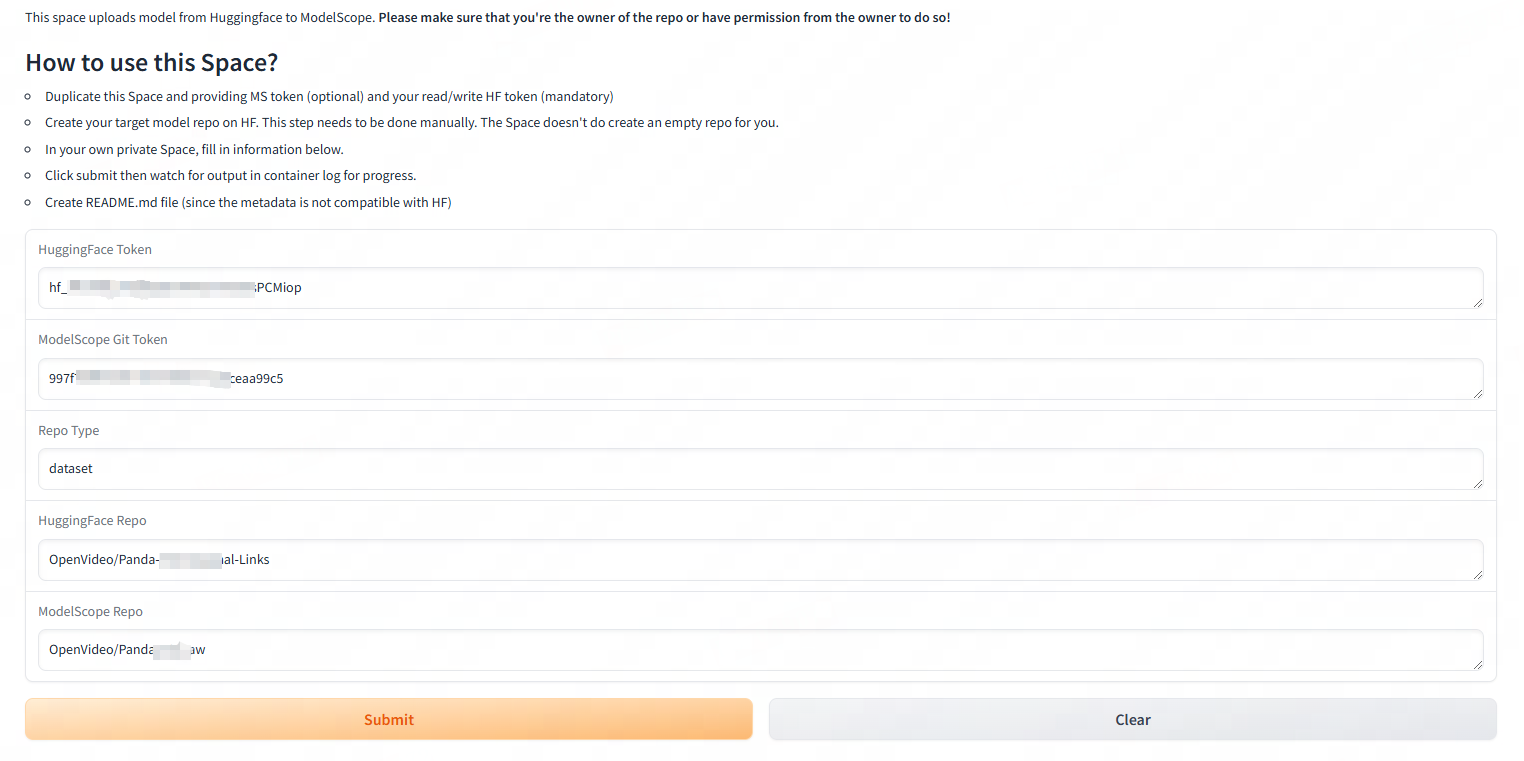 This space uploads model from Huggingface to ModelScope. Please make sure that you're the owner of the repo or have permission from the owner to do so!
How to use this Space?
Duplicate this Space and providing MS token (optional) and your read/write HF token (mandatory)
Create your target model repo on HF. This step needs to be done manually. The Space doesn't do create an empty repo for you.
In your own private Space, fill in information below.
Click submit then watch for output in container log for progress.
Create README.md file (since the metadata is not compatible with HF)
HuggingFace Token
hf_ PCMiop
ModelScope Git Token
997f ceaa99c5
Repo Type
dataset
HuggingFace Repo
OpenVideo/Panda- al-Links
ModelScope Repo
OpenVideo/Panda aw
Submit Clear